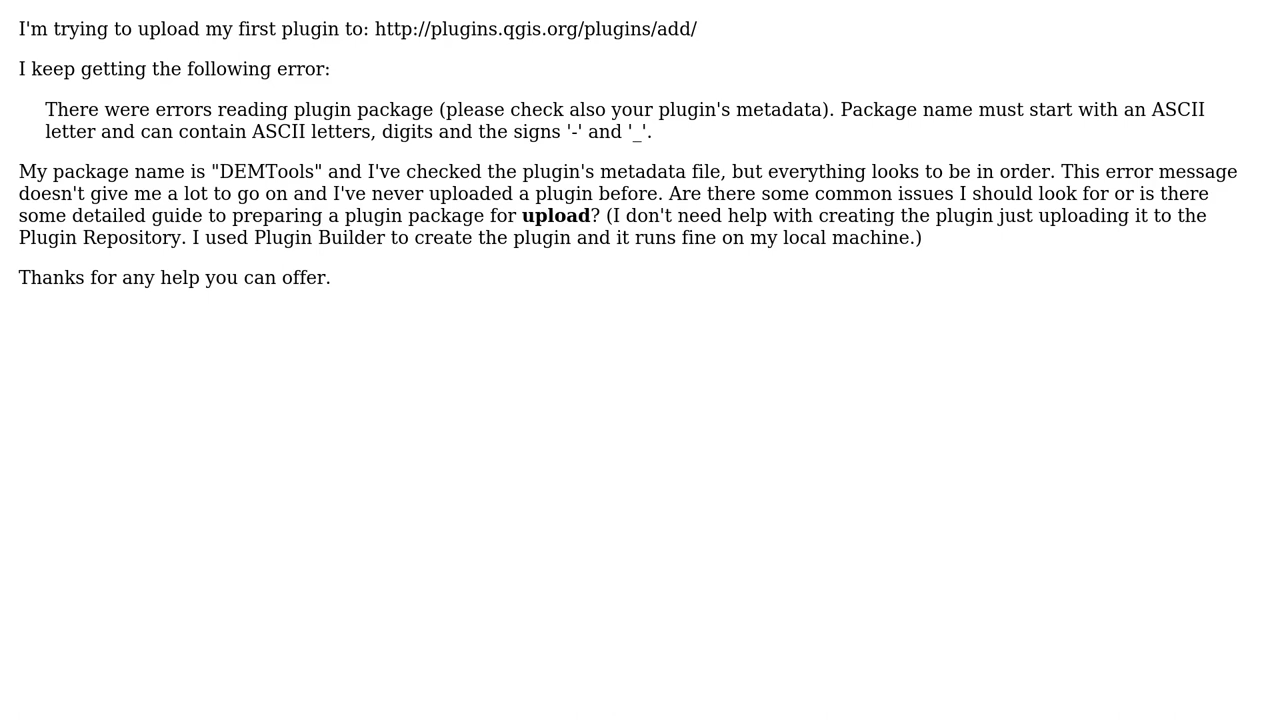 I'm trying to upload my first plugin to: http://plugins.qgis.org/plugins/add/
I keep getting the following error:
There were errors reading plugin package (please check also your plugin's metadata). Package name must start with an ASCII
letter and can contain ASCII letters, digits and the signs '-' and '_'.
My package name is "DEMTools" and I've checked the plugin's metadata file, but everything looks to be in order. This error message
doesn't give me a lot to go on and I've never uploaded a plugin before. Are there some common issues I should look for or is there
some detailed guide to preparing a plugin package for upload? (I don't need help with creating the plugin just uploading it to the
Plugin Repository. I used Plugin Builder to create the plugin and it runs fine on my local machine.)
Thanks for any help you can offer.